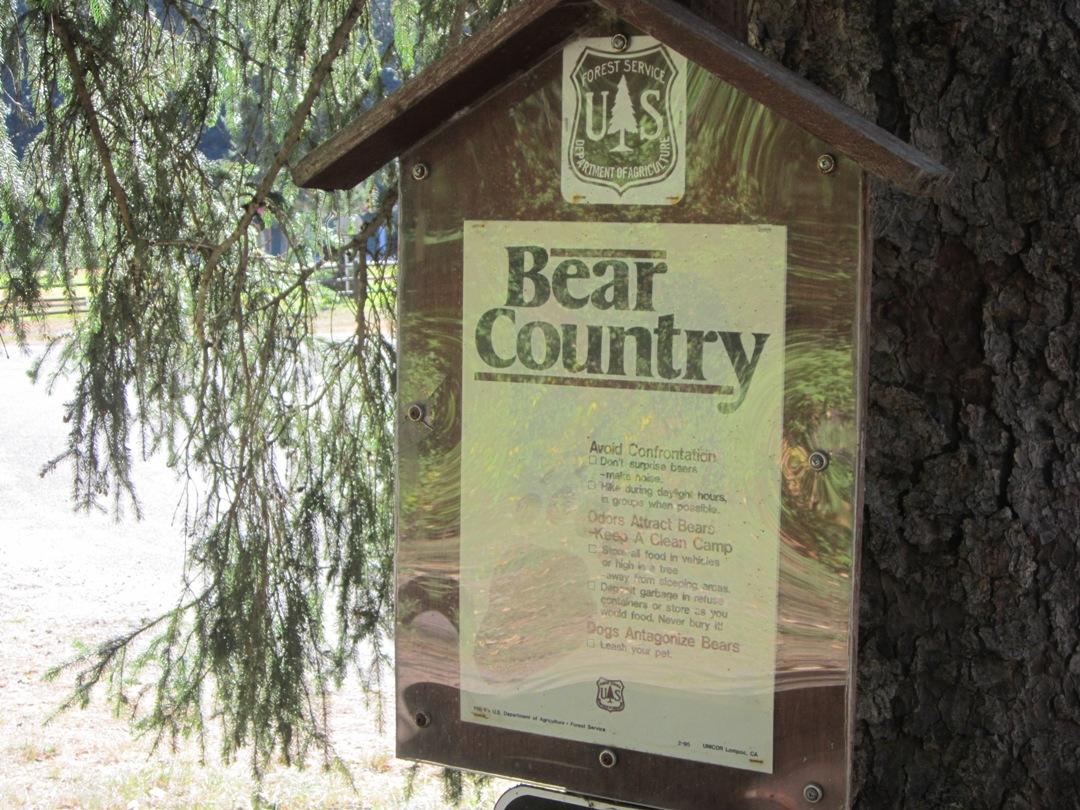 FOREST SERVICE
U S
DEPARTMENT OF AGRICULTURE
Bear
Country
Avoid Confrontation
□ Don't surprise bears
-make noise.
□ Hike during daylight hours,
in groups when possible.
Odors Attract Bears
-Keep A Clean Camp
□ Store all food in vehicles
or high in a tree
-away from sleeping areas.
□ Deposit garbage in refuse
containers or store as you
would food. Never bury it!
Dogs Antagonize Bears
□ Leash your pet.
U S
U.S. Department of Agriculture • Forest Service
2-95 UNICOR Lompoc, CA